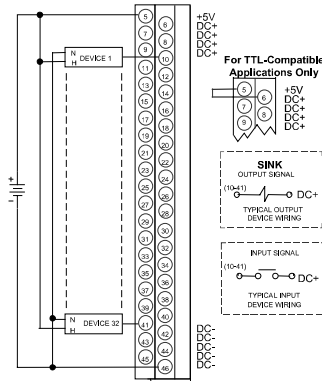 5
6
+5V
7
DC+
8
DC+
9
DC+
10
DC+
N
H
DEVICE 1
11
12
13
14
15
16
17
18
19
20
21
22
23
24
25
26
27
28
29
30
31
32
33
34
35
36
37
38
39
40
N
H
DEVICE 32
41
42
43
44
45
46
DC-
DC-
DC-
DC-
DC-
+
-
For TTL-Compatible
Applications Only
5
6
7
8
9
+5V
DC+
DC+
DC+
DC+
SINK
OUTPUT SIGNAL
(10-41)
DC+
TYPICAL OUTPUT
DEVICE WIRING
INPUT SIGNAL
(10-41)
DC+
TYPICAL INPUT
DEVICE WIRING